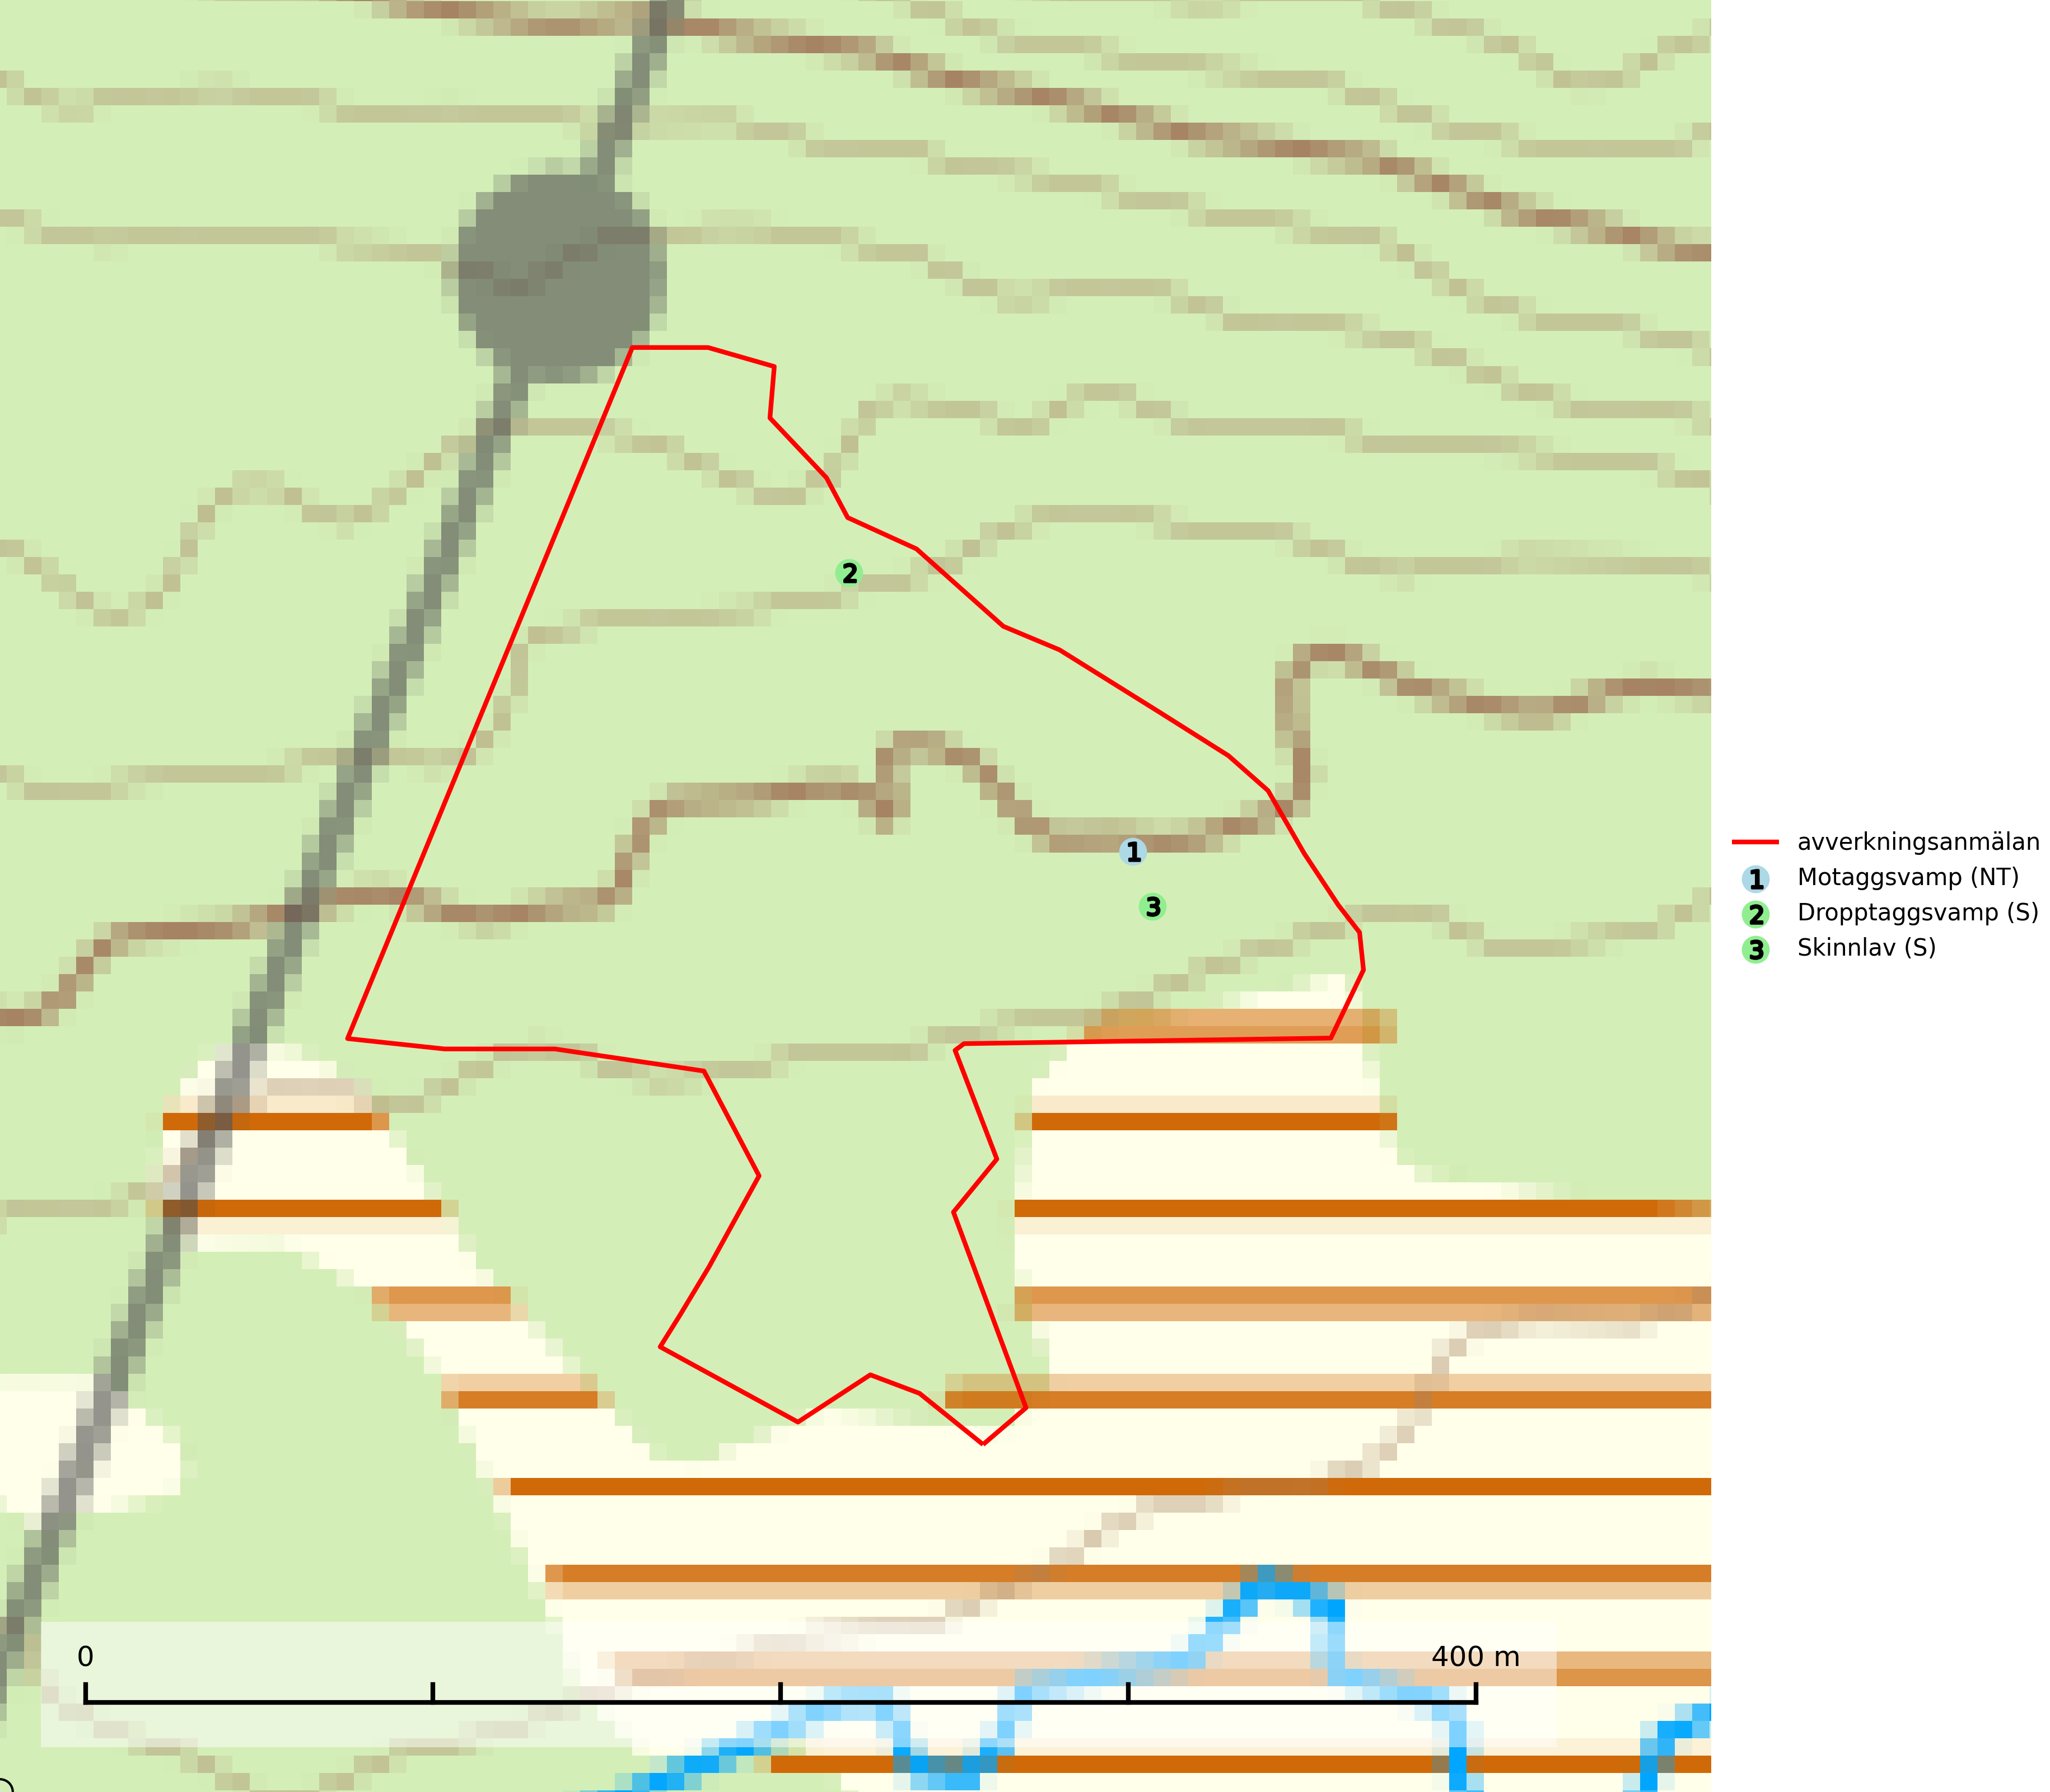 2
1
3
avverkningsanmälan
1 Motaggsvamp (NT)
2 Dropptaggsvamp (S)
3 Skinnlav (S)
0 400 m